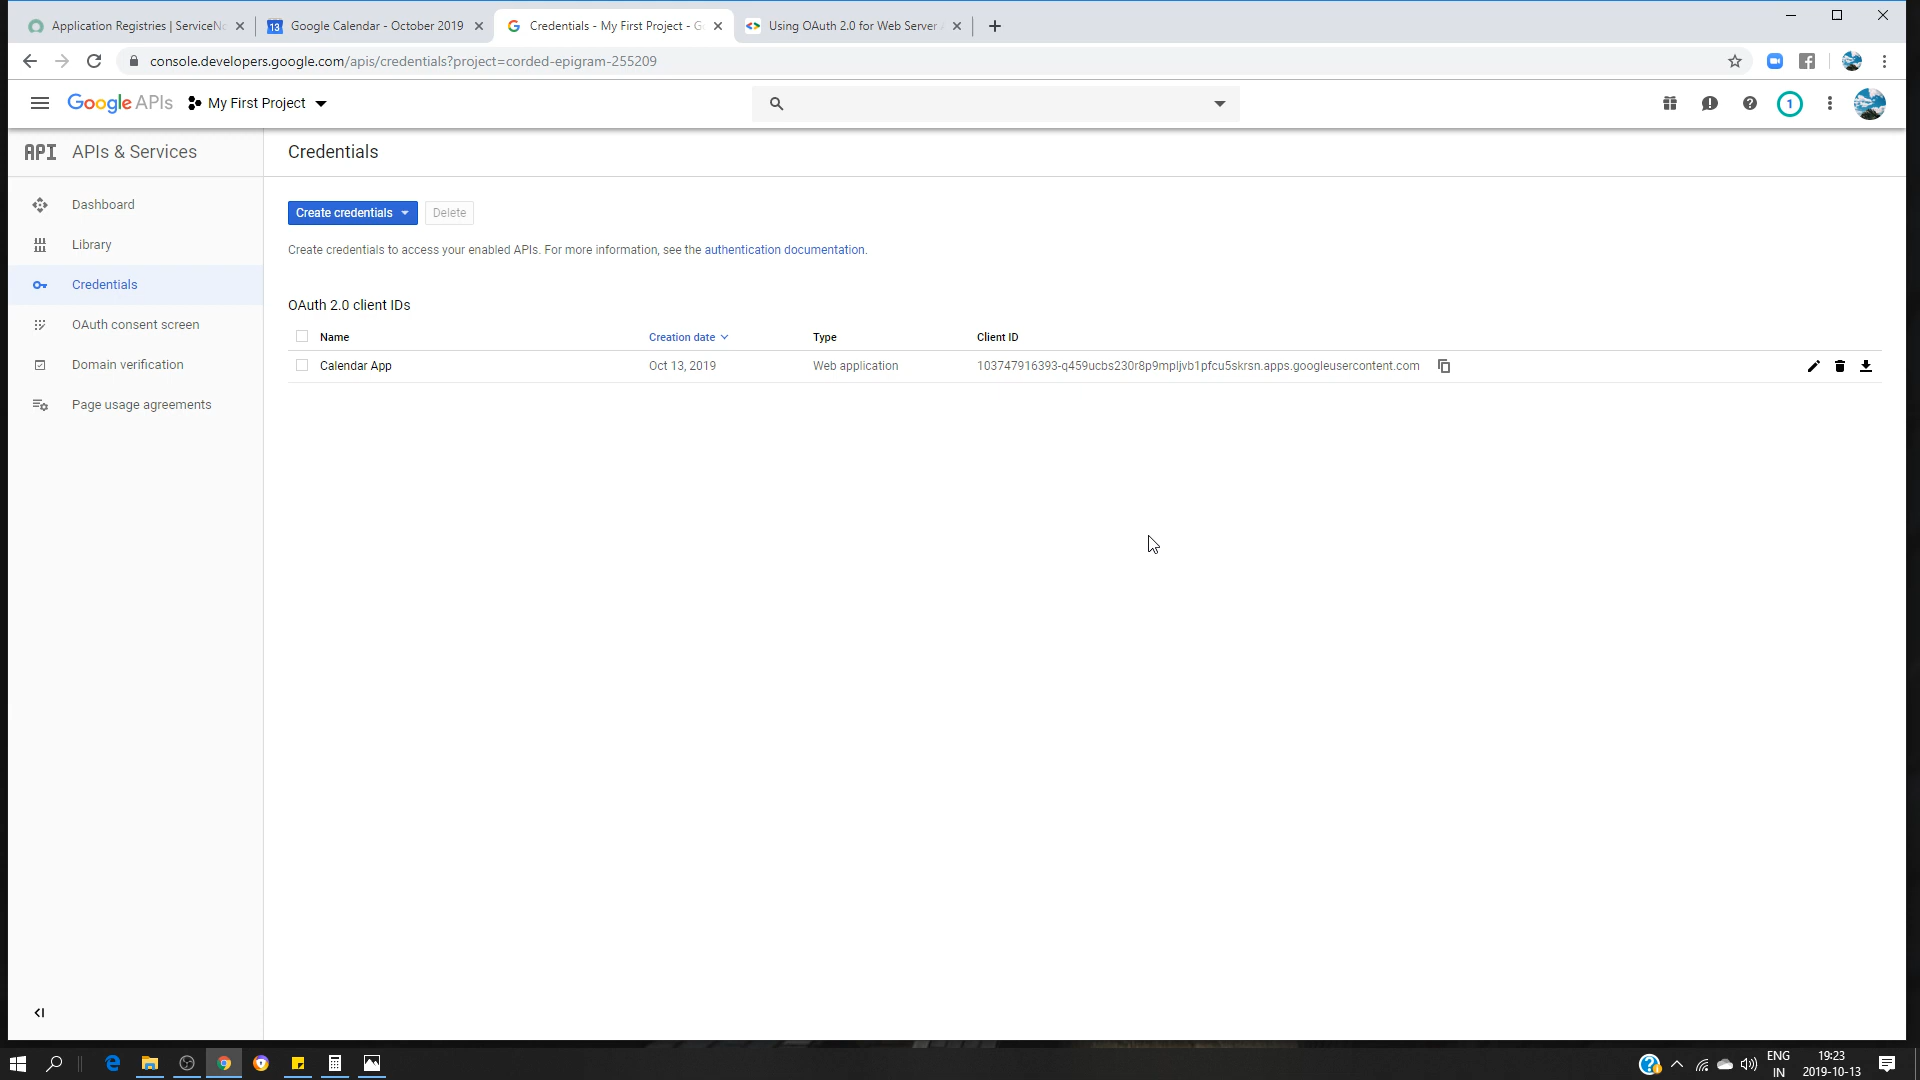 Application Registries | ServiceN
Google Calendar - October 2019
Credentials - My First Project - G
Using OAuth 2.0 for Web Server
console.developers.google.com/apis/credentials?project=corded-epigram-255209
Google APIs
My First Project
1
API APIs & Services
Credentials
Dashboard
Library
Credentials
OAuth consent screen
Domain verification
Page usage agreements
Create credentials
Delete
Create credentials to access your enabled APIs. For more information, see the authentication documentation.
OAuth 2.0 client IDs
Name Creation date Type Client ID
Calendar App Oct 13, 2019 Web application 103747916393-q459ucbs230r8p9mpljvb1pfcu5skrsn.apps.googleusercontent.com
ENG
IN
19:23
2019-10-13